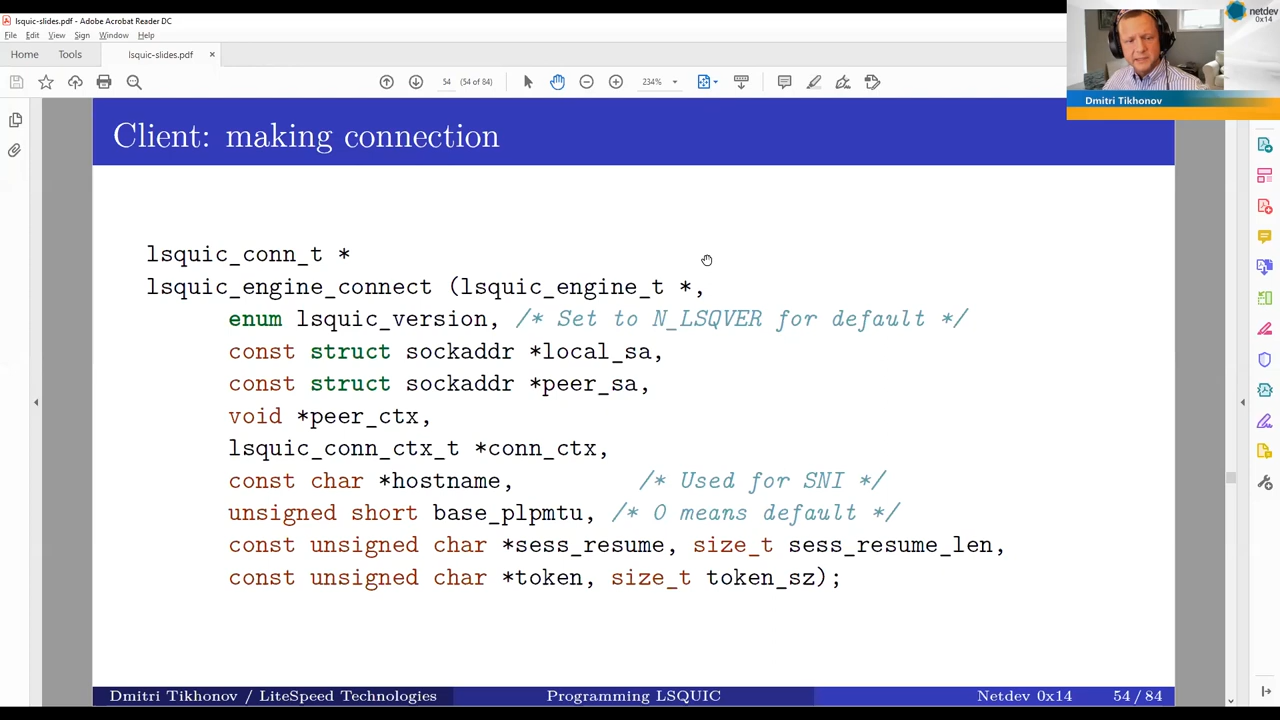 lsquic-slides.pdf - Adobe Acrobat Reader DC
File Edit View Sign Window Help
Home Tools lsquic-slides.pdf ×
54 (54 of 84) 234%
netdev
0x14
Dmitri Tikhonov
Client: making connection
lsquic_conn_t *
lsquic_engine_connect (lsquic_engine_t *,
enum lsquic_version, /* Set to N_LSQVER for default */
const struct sockaddr *local_sa,
const struct sockaddr *peer_sa,
void *peer_ctx,
lsquic_conn_ctx_t *conn_ctx,
const char *hostname, /* Used for SNI */
unsigned short base_plpmtu, /* 0 means default */
const unsigned char *sess_resume, size_t sess_resume_len,
const unsigned char *token, size_t token_sz);
Dmitri Tikhonov / LiteSpeed Technologies Programming LSQUIC Netdev 0x14 54 / 84